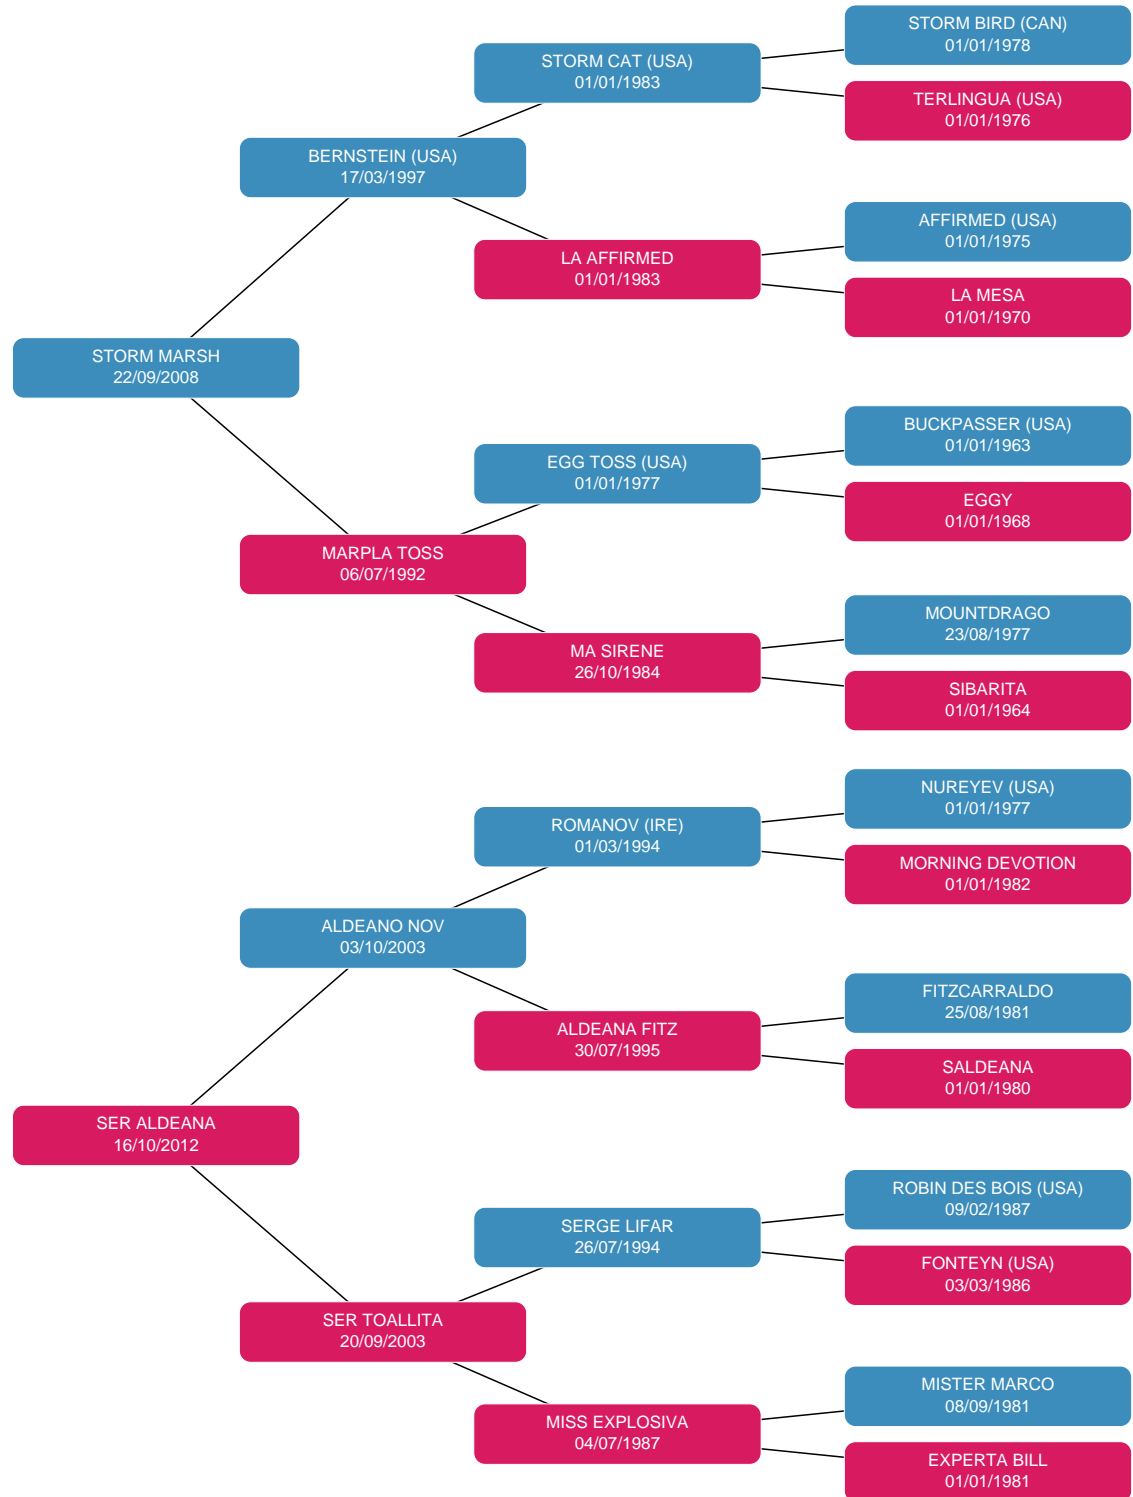 STORM BIRD (CAN)
01/01/1978
STORM CAT (USA)
01/01/1983
TERLINGUA (USA)
01/01/1976
BERNSTEIN (USA)
17/03/1997
AFFIRMED (USA)
01/01/1975
LA AFFIRMED
01/01/1983
LA MESA
01/01/1970
STORM MARSH
22/09/2008
BUCKPASSER (USA)
01/01/1963
EGG TOSS (USA)
01/01/1977
EGGY
01/01/1968
MARPLA TOSS
06/07/1992
MOUNTDRAGO
23/08/1977
MA SIRENE
26/10/1984
SIBARITA
01/01/1964
NUREYEV (USA)
01/01/1977
ROMANOV (IRE)
01/03/1994
MORNING DEVOTION
01/01/1982
ALDEANO NOV
03/10/2003
FITZCARRALDO
25/08/1981
ALDEANA FITZ
30/07/1995
SALDEANA
01/01/1980
SER ALDEANA
16/10/2012
ROBIN DES BOIS (USA)
09/02/1987
SERGE LIFAR
26/07/1994
FONTEYN (USA)
03/03/1986
SER TOALLITA
20/09/2003
MISTER MARCO
08/09/1981
MISS EXPLOSIVA
04/07/1987
EXPERTA BILL
01/01/1981